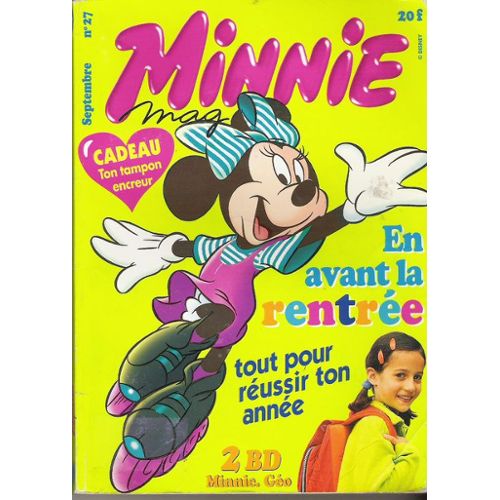 Septembre n°27
MINNIE
mag
20F
© DISNEY
CADEAU
Ton tampon
encreur
En
avant la
rentrée
tout pour
réussir ton
année
2 BD
Minnie. Géo